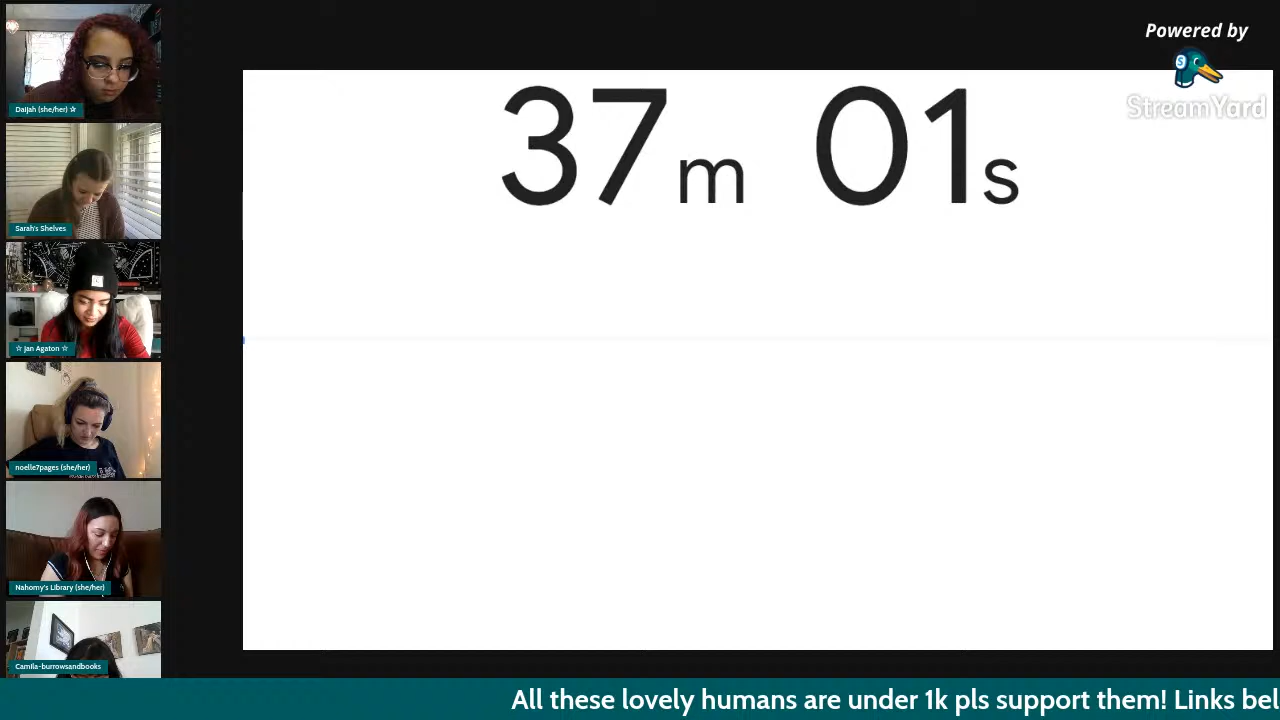 Powered by
StreamYard
37m 01s
Daijah (she/her) ☆
Sarah's Shelves
☆ Jan Agaton ☆
noelle7pages (she/her)
Nahomy's Library (she/her)
Camila-burrowsandbooks
All these lovely humans are under 1k pls support them! Links bel